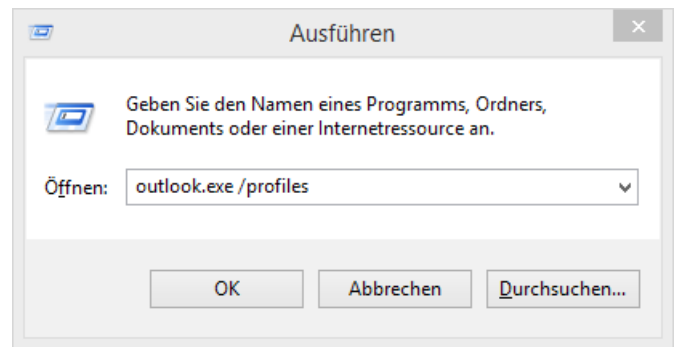 Ausführen
Geben Sie den Namen eines Programms, Ordners,
Dokuments oder einer Internetressource an.
Öffnen: outlook.exe /profiles
OK Abbrechen Durchsuchen...